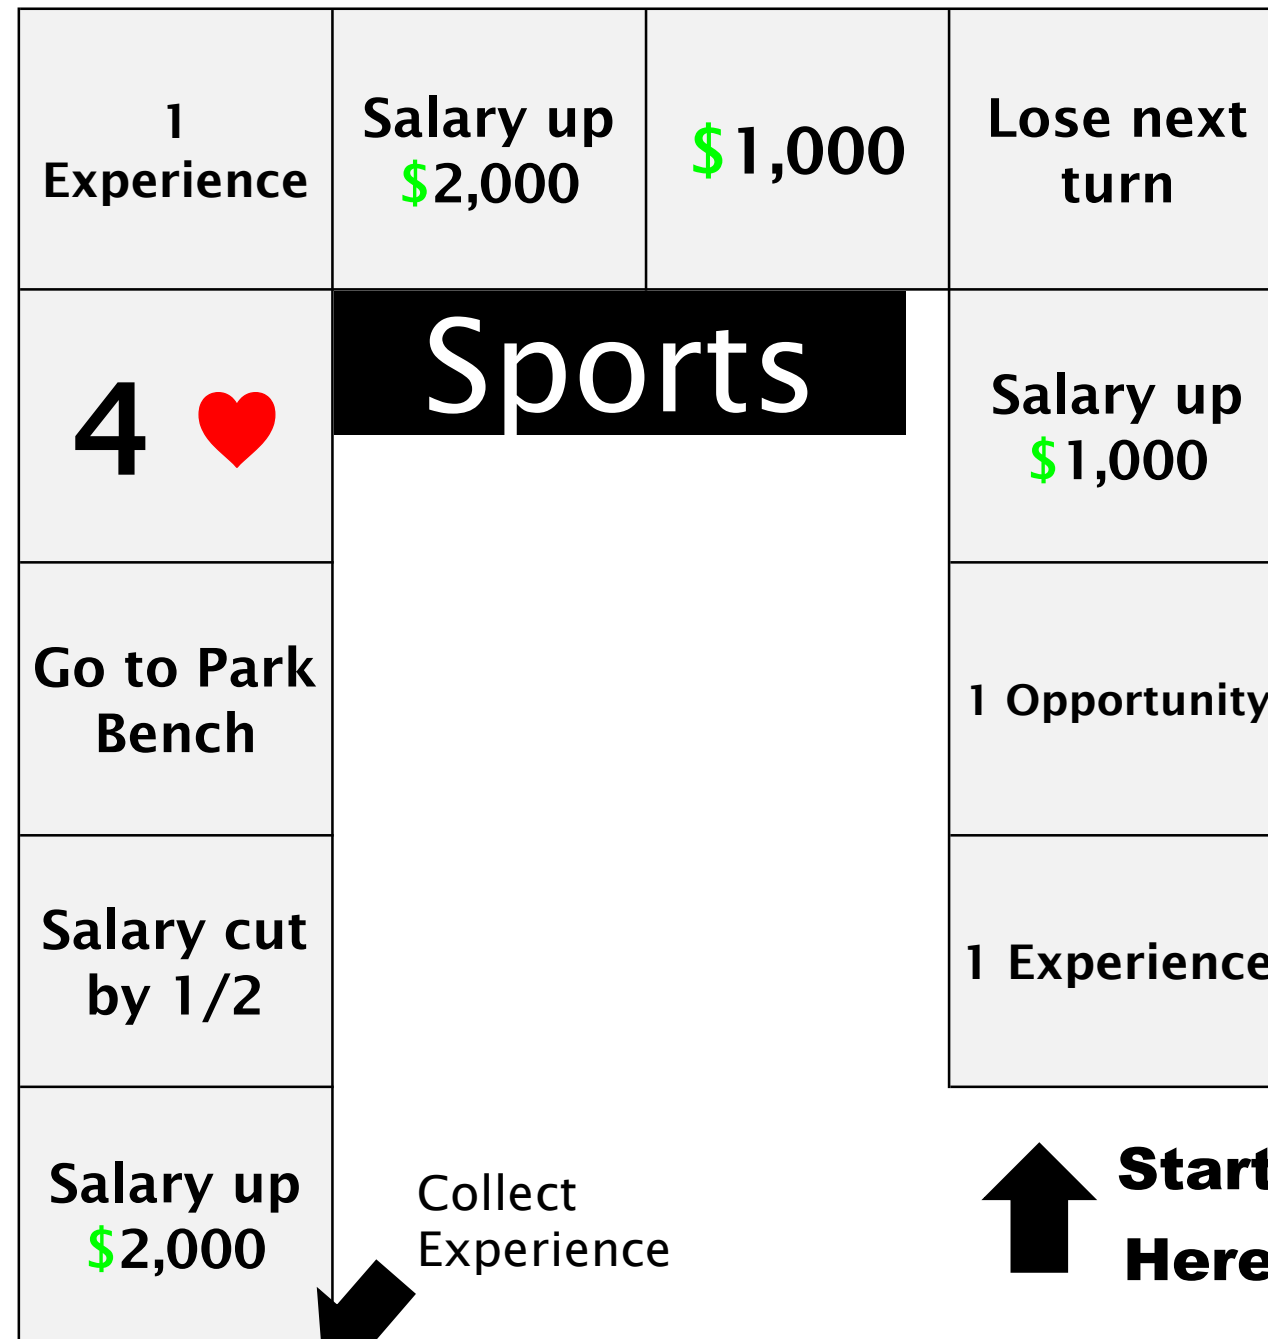 1
Experience
Salary up
$2,000
$1,000
Lose next
turn
4
Sports
Salary up
$1,000
Go to Park
Bench
1 Opportunity
Salary cut
by 1/2
1 Experience
Salary up
$2,000
Collect
Experience
Start
Here